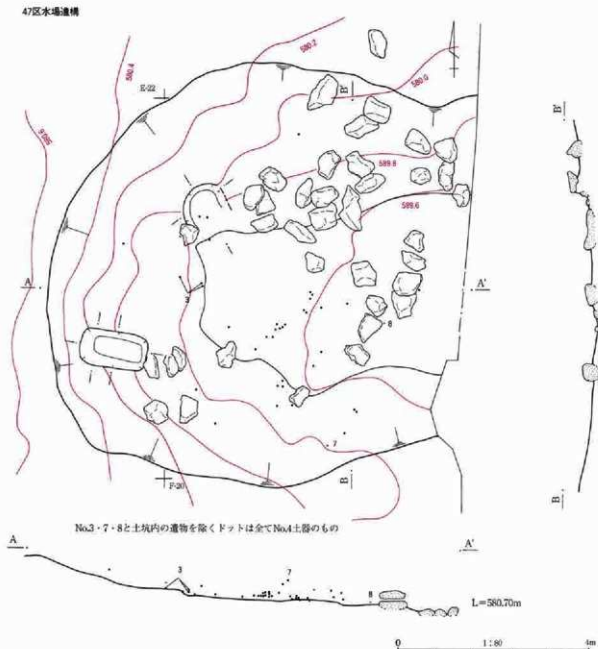 47区水場遺構
580.6
580.4
580.2
580.0
589.8
589.6
E-22
B'
B'
A
A'
3
8
7
F-20
B
B
No.3・7・8と土坑内の遺物を除くドットは全てNo.4土器のもの
A
A'
3
7
8
L=580.70m
0
1:80
4m